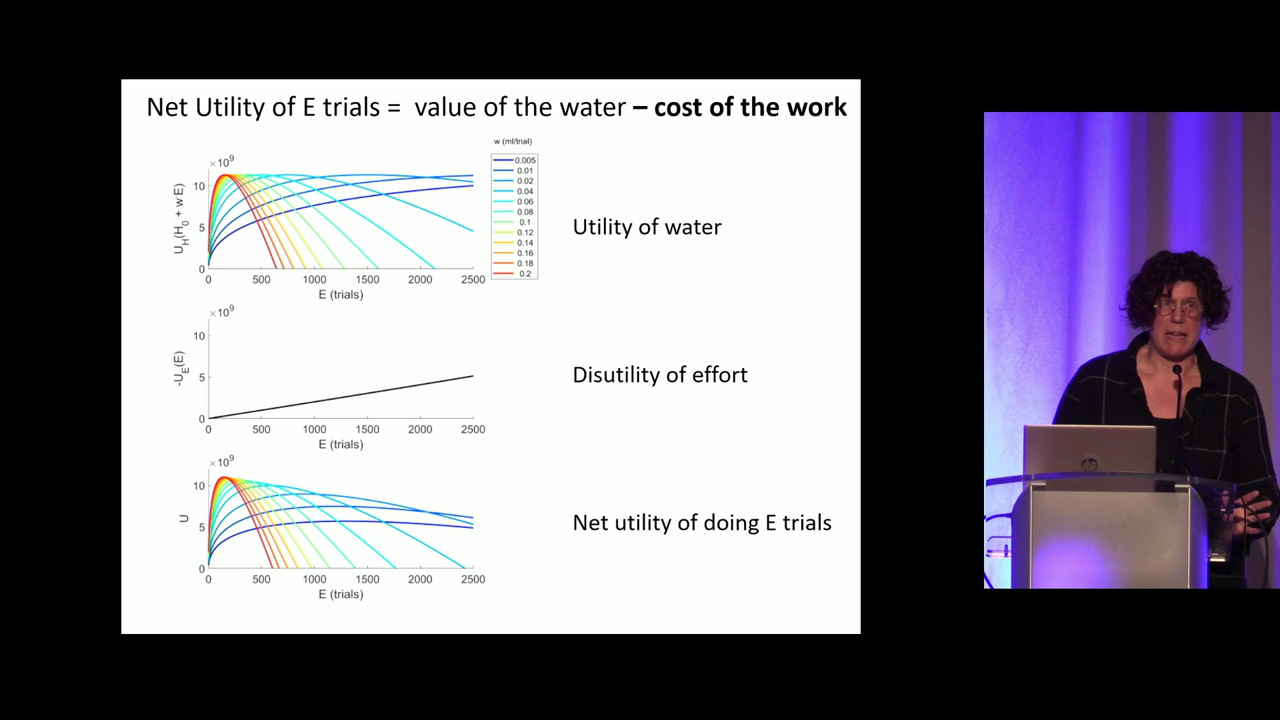 Net Utility of E trials = value of the water – cost of the work
w (ml/trial)
×10⁹
10
5
0
U_H(H_0 + w E)
0 500 1000 1500 2000 2500
E (trials)
0.005
0.01
0.02
0.04
0.06
0.08
0.1
0.12
0.14
0.16
0.18
0.2
Utility of water
×10⁹
10
5
0
-U_E(E)
0 500 1000 1500 2000 2500
E (trials)
Disutility of effort
×10⁹
10
5
0
U
0 500 1000 1500 2000 2500
E (trials)
Net utility of doing E trials
hp